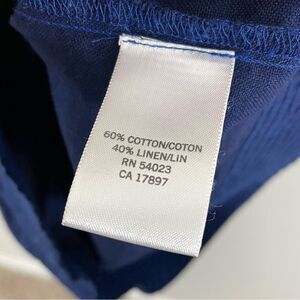 60% COTTON/COTON
40% LINEN/LIN
RN 54023
CA 17897